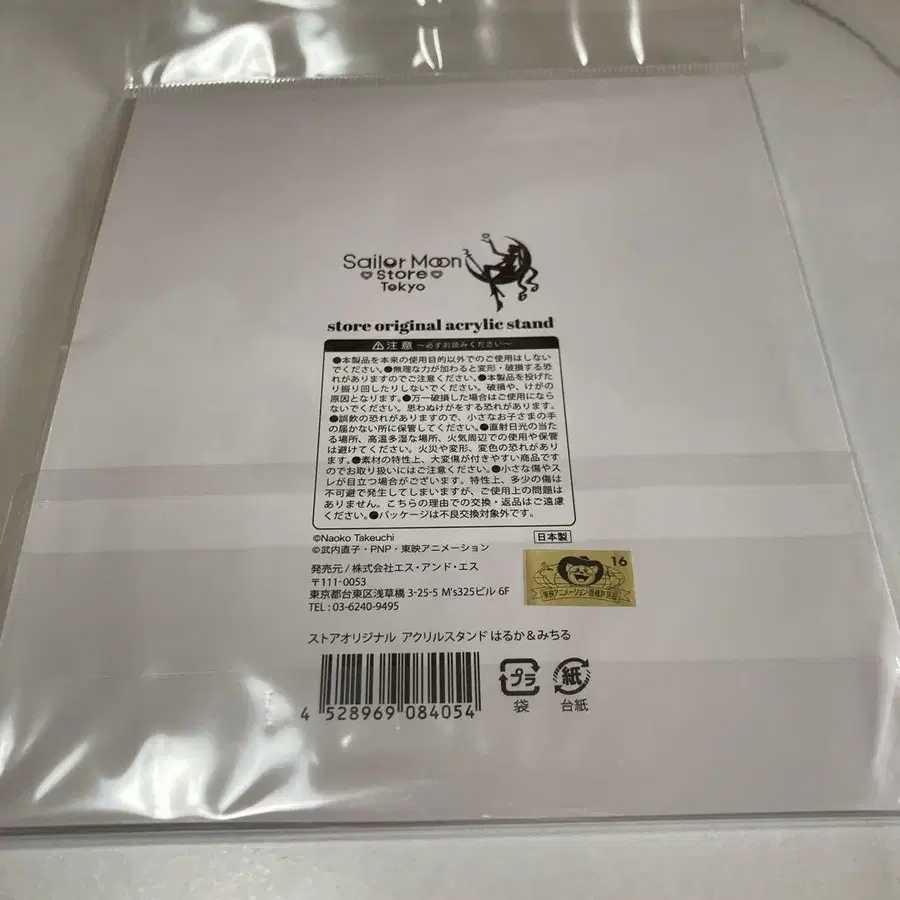 Sailor Moon
Store
Tokyo
store original acrylic stand
⚠注意 〜必ずお読みください〜
●本製品を本来の使用目的以外でのご使用はしない
でください。●無理な力が加わると変形・破損する恐
れがありますのでご注意ください。●本製品を投げた
り振り回したりしないでください。破損や、けがの
原因となります。●万一破損した場合はご使用になら
ないでください。思わぬけがをする恐れがあります。
●誤飲の恐れがありますので、小さなお子さまの手
の届かない所に保管してください。●直射日光の当た
る場所、高温多湿な場所、火気周辺での使用や保管
は避けてください。火災や変形、変色の恐れがあり
ます。●素材の特性上、大変傷が付きやすい商品です
のでお取り扱いにはご注意ください。●小さな傷やス
レが目立つ場合がございます。特性上、多少の傷は
不可避で発生してしまいますが、ご使用上の問題は
ありません。こちらの理由での交換・返品はご遠慮
ください。●パッケージは不良交換対象外です。
©Naoko Takeuchi
日本製
©武内直子・PNP・東映アニメーション
16
東映アニメーション
発売元/株式会社エス・アンド・エス
〒111-0053
東京都台東区浅草橋 3-25-5 M's325ビル 6F
TEL : 03-6240-9495
ストアオリジナル アクリルスタンド はるか&みちる
4 528969 084054
プラ
袋
紙
台紙